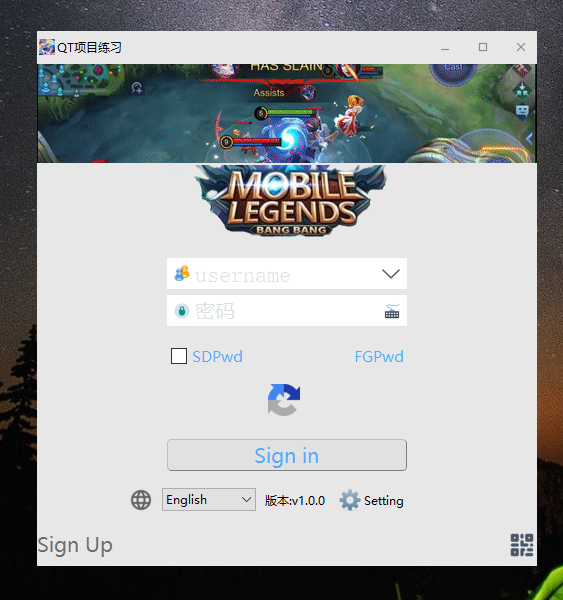 QT项目练习
HAS SLAIN
Cast
Assists
MOBILE
LEGENDS
BANG BANG
username
密码
SDPwd FGPwd
Sign in
English 版本:v1.0.0 Setting
Sign Up